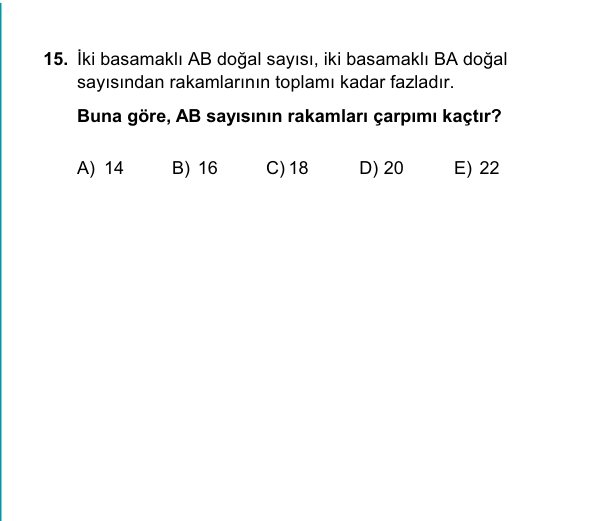 15. İki basamaklı AB doğal sayısı, iki basamaklı BA doğal
sayısından rakamlarının toplamı kadar fazladır.
Buna göre, AB sayısının rakamları çarpımı kaçtır?
A) 14 B) 16 C) 18 D) 20 E) 22